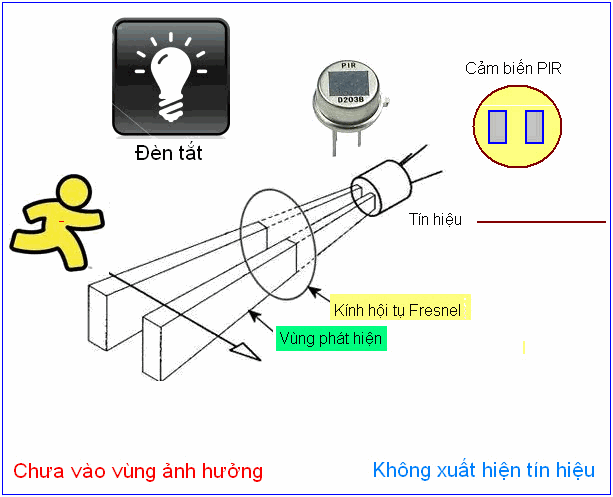 PIR
D203B
Cảm biến PIR
Đèn tắt
Tín hiệu
Kính hội tụ Fresnel
Vùng phát hiện
Chưa vào vùng ảnh hưởng
Không xuất hiện tín hiệu